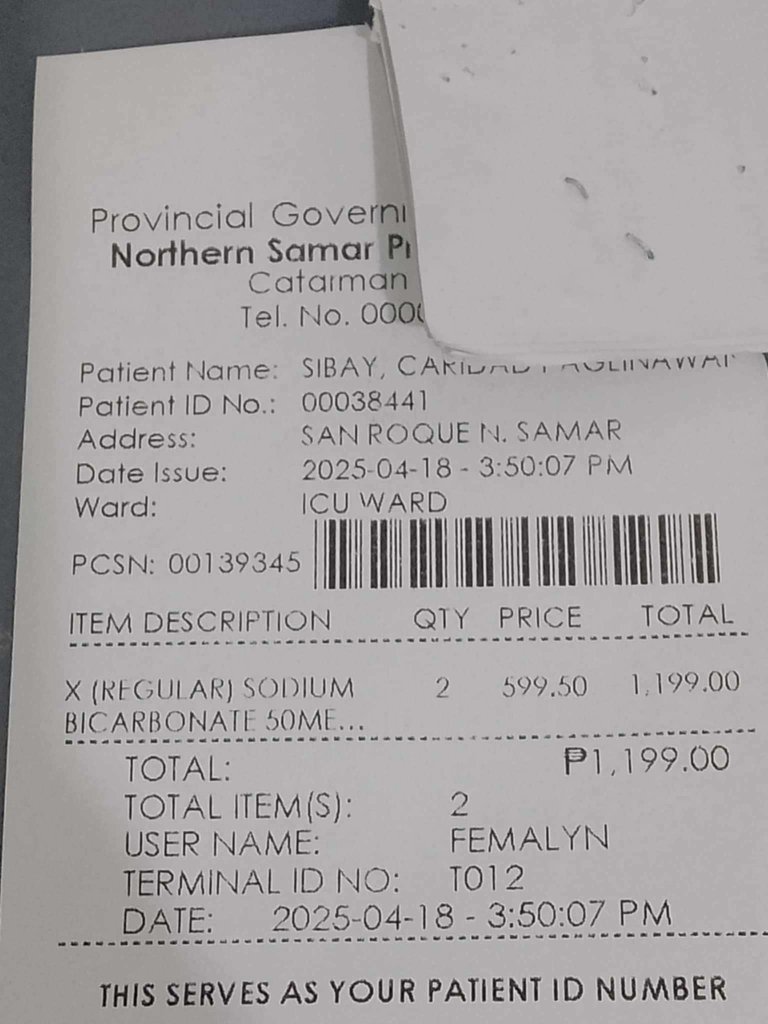 Provincial
Northern Samar
Catarman
Tel. No.
Patient Name: SIBAY,
Patient ID No.: 00038441
Address: SAN ROQUE N. SAMAR
Date Issue: 2025-04-18 - 3:50:07 PM
Ward: ICU WARD
PCSN: 00139345
ITEM DESCRIPTION QTY PRICE TOTAL
X (REGULAR) SODIUM 2 599.50 1,199.00
BICARBONATE 50ME...
TOTAL: ₱1,199.00
TOTAL ITEM(S): 2
USER NAME: FEMALYN
TERMINAL ID NO: T012
DATE: 2025-04-18 - 3:50:07 PM
THIS SERVES AS YOUR PATIENT ID NUMBER